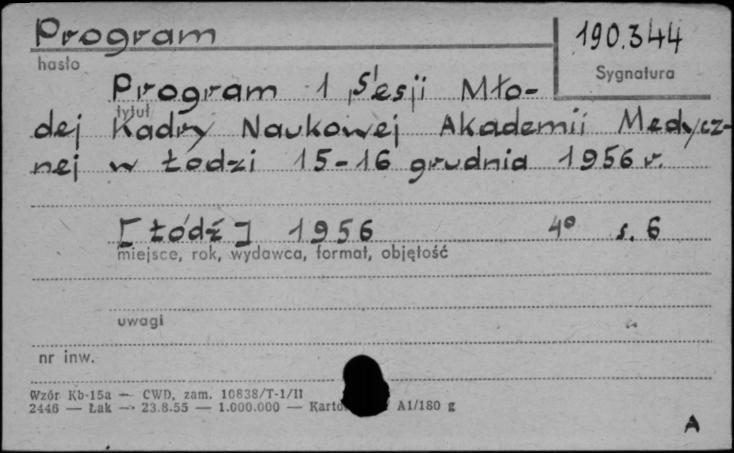 Program
190.344
hasło
Sygnatura
Program 1 Sesji Mło-
tytuł
dej Kadry Naukowej Akademii Medycz-
nej w Łodzi 15-16 grudnia 1956 r.
[Łódź] 1956 4° s. 6
miejsce, rok, wydawca, format, objętość
uwagi
nr inw.
Wzór Kb-15a — CWD, zam. 10838/T-1/II
2446 — Łak — 23.8.55 — 1.000.000 — A1/180 g
A